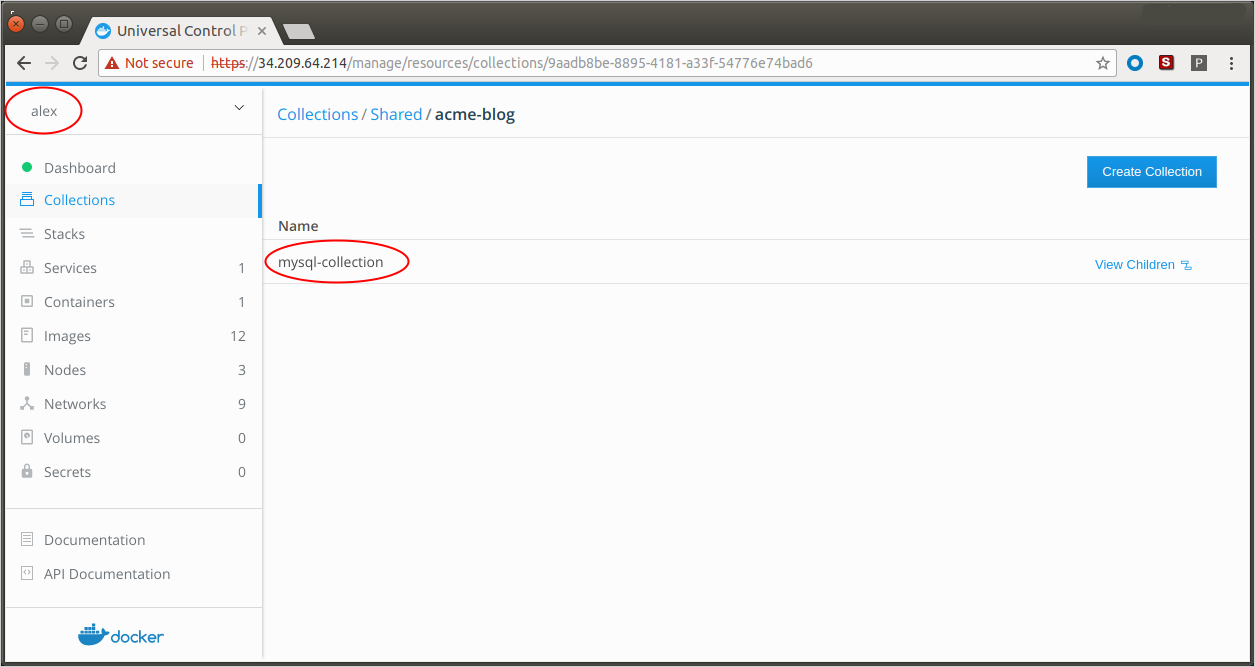 Universal Control P
Not secure https://34.209.64.214/manage/resources/collections/9aadb8be-8895-4181-a33f-54776e74bad6 S P
alex
Collections / Shared / acme-blog
Dashboard
Collections
Stacks
Services 1
Containers 1
Images 12
Nodes 3
Networks 9
Volumes 0
Secrets 0
Documentation
API Documentation
docker
Create Collection
Name
mysql-collection
View Children